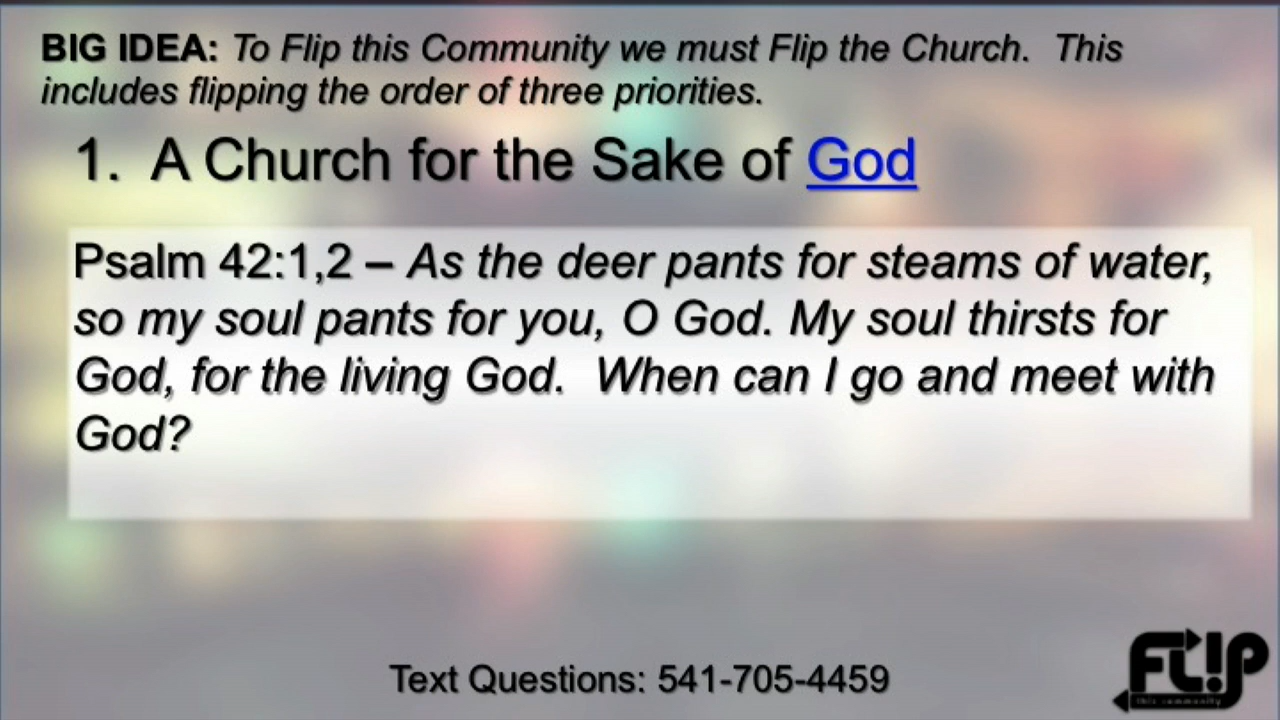 BIG IDEA: To Flip this Community we must Flip the Church. This
includes flipping the order of three priorities.
1. A Church for the Sake of God
Psalm 42:1,2 – As the deer pants for steams of water,
so my soul pants for you, O God. My soul thirsts for
God, for the living God. When can I go and meet with
God?
Text Questions: 541-705-4459
FL!P
this community